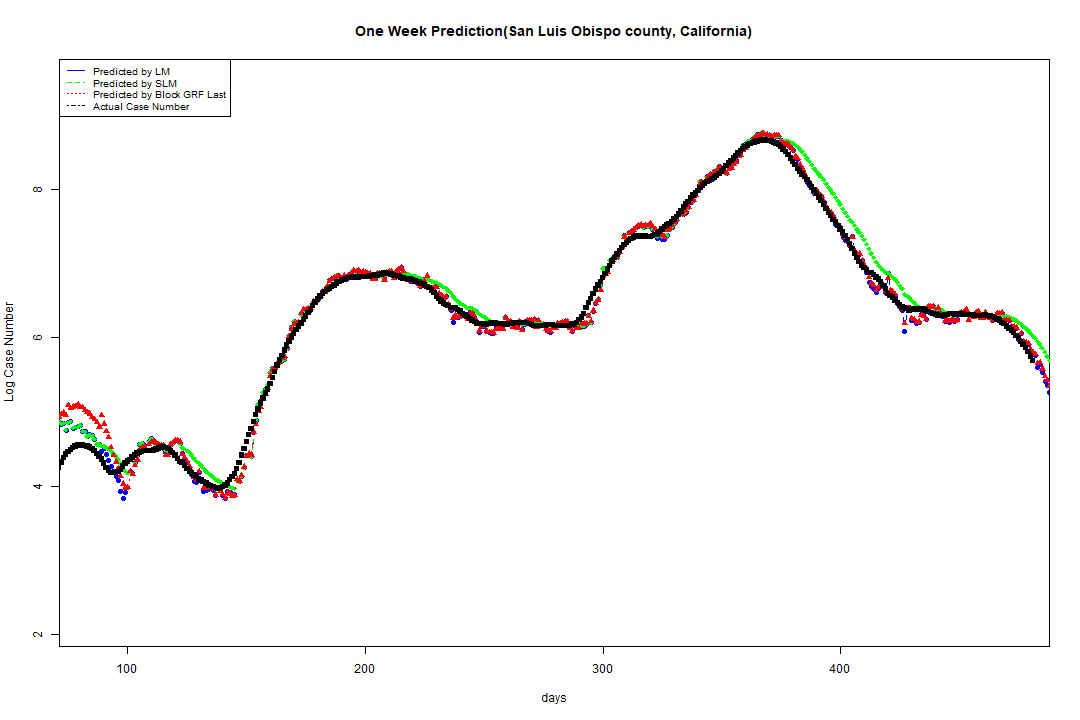 One Week Prediction(San Luis Obispo county, California)
Predicted by LM
Predicted by SLM
Predicted by Block GRF Last
Actual Case Number
Log Case Number
8
6
4
2
100
200
300
400
days